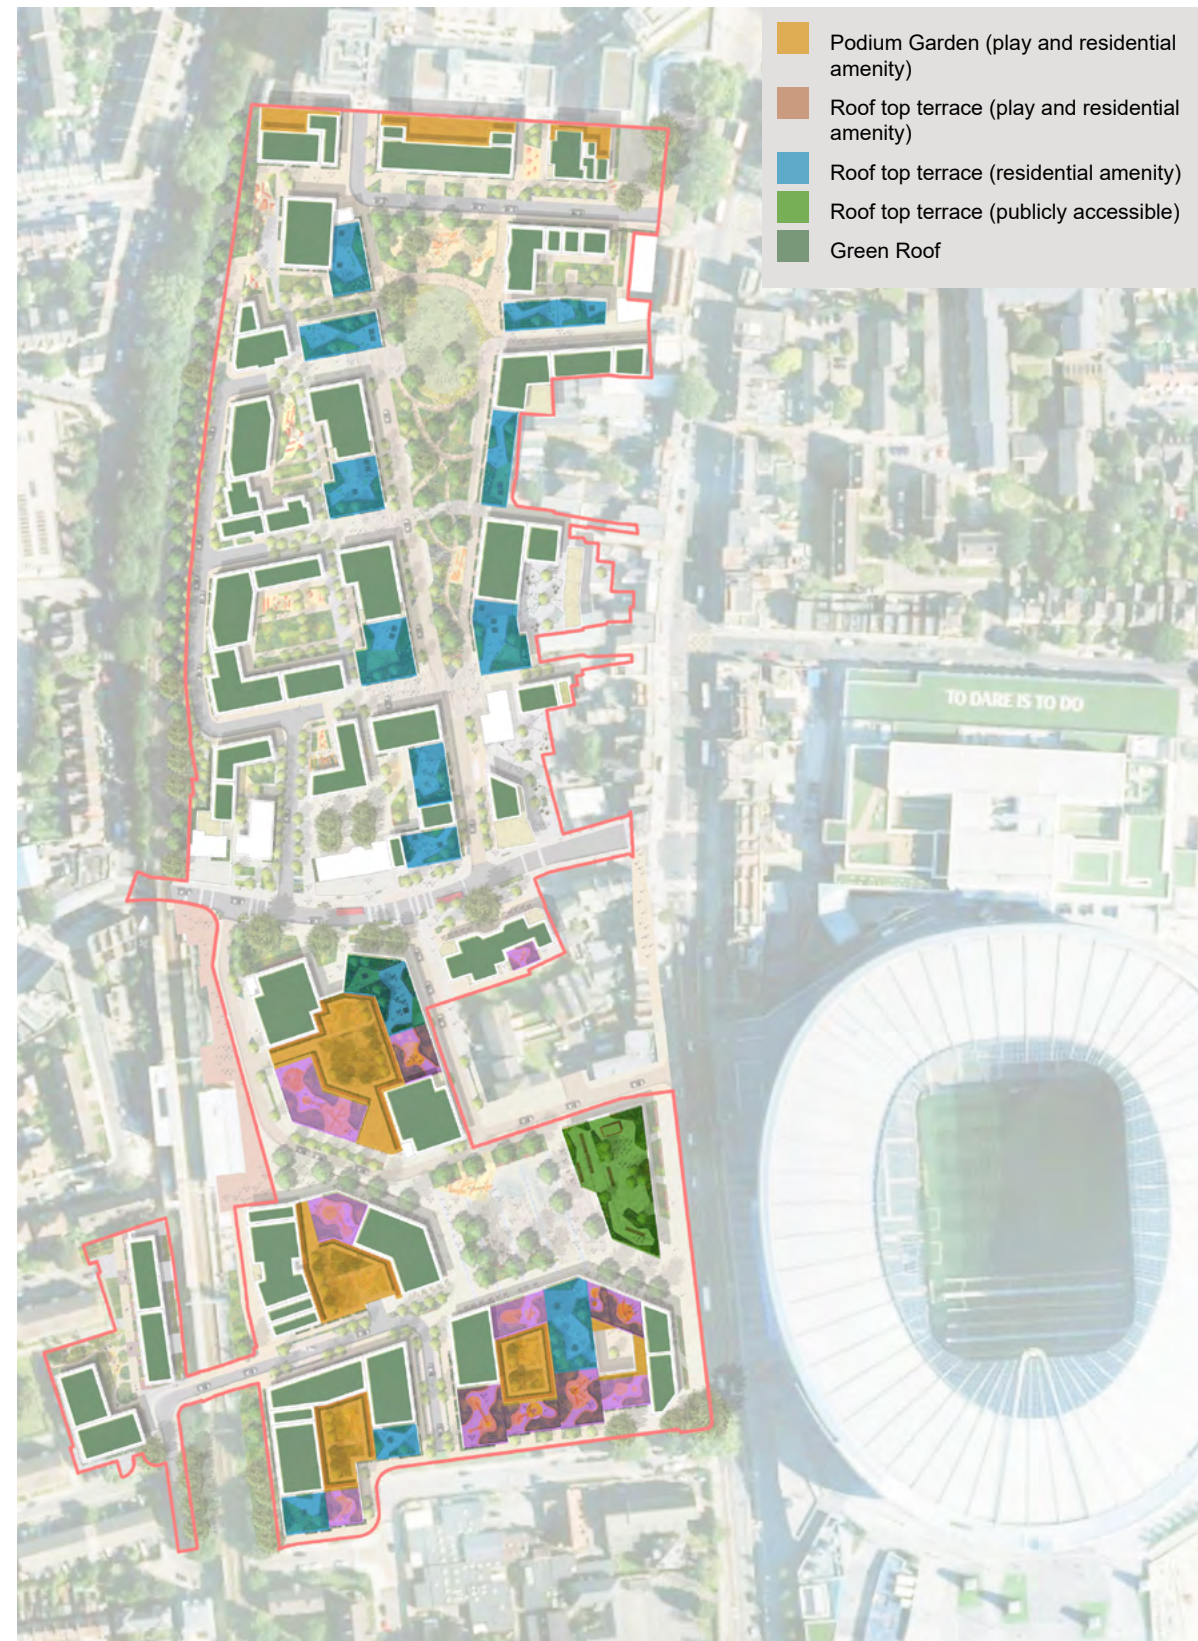 Podium Garden (play and residential
amenity)
Roof top terrace (play and residential
amenity)
Roof top terrace (residential amenity)
Roof top terrace (publicly accessible)
Green Roof
TO DARE IS TO DO